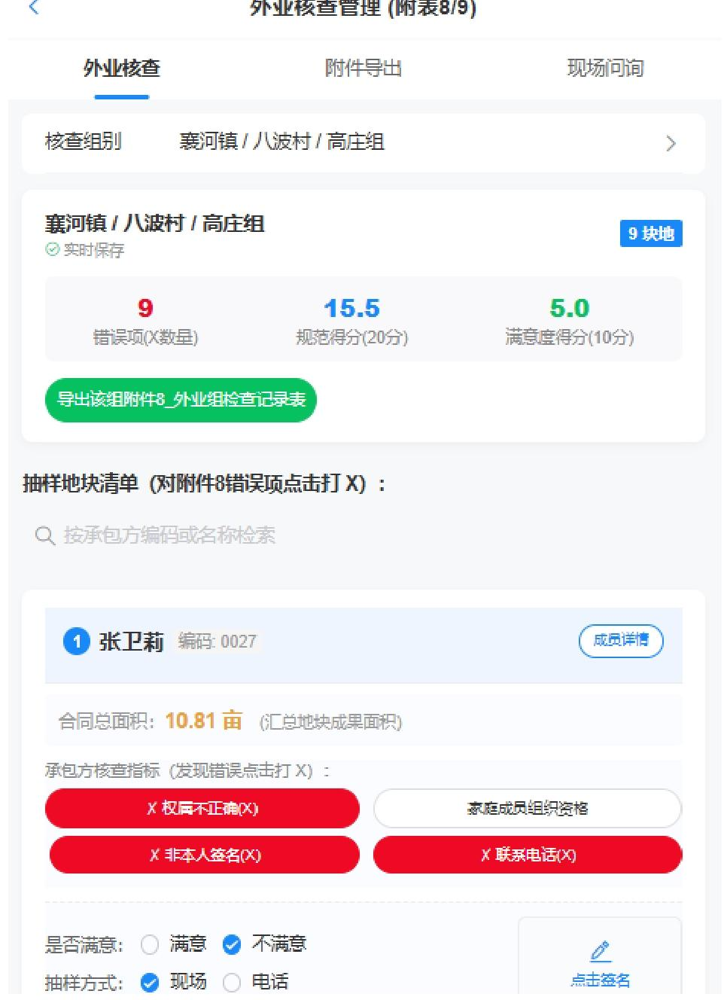 外业核查管理 (附表8/9)
外业核查 附件导出 现场问询
核查组别 襄河镇 / 八波村 / 高庄组
襄河镇 / 八波村 / 高庄组
9 块地
实时保存
9 15.5 5.0
错误项(X数量) 规范得分(20分) 满意度得分(10分)
导出该组附件8_外业组检查记录表
抽样地块清单（对附件8错误项点击打 X）：
按承包方编码或名称检索
1 张卫莉 编码: 0027 成员详情
合同总面积: 10.81 亩 (汇总地块成果面积)
承包方核查指标（发现错误点击打 X）：
X 权属不正确(X) 家庭成员组织资格
X 非本人签名(X) X 联系电话(X)
是否满意: 满意 不满意
抽样方式: 现场 电话
点击签名